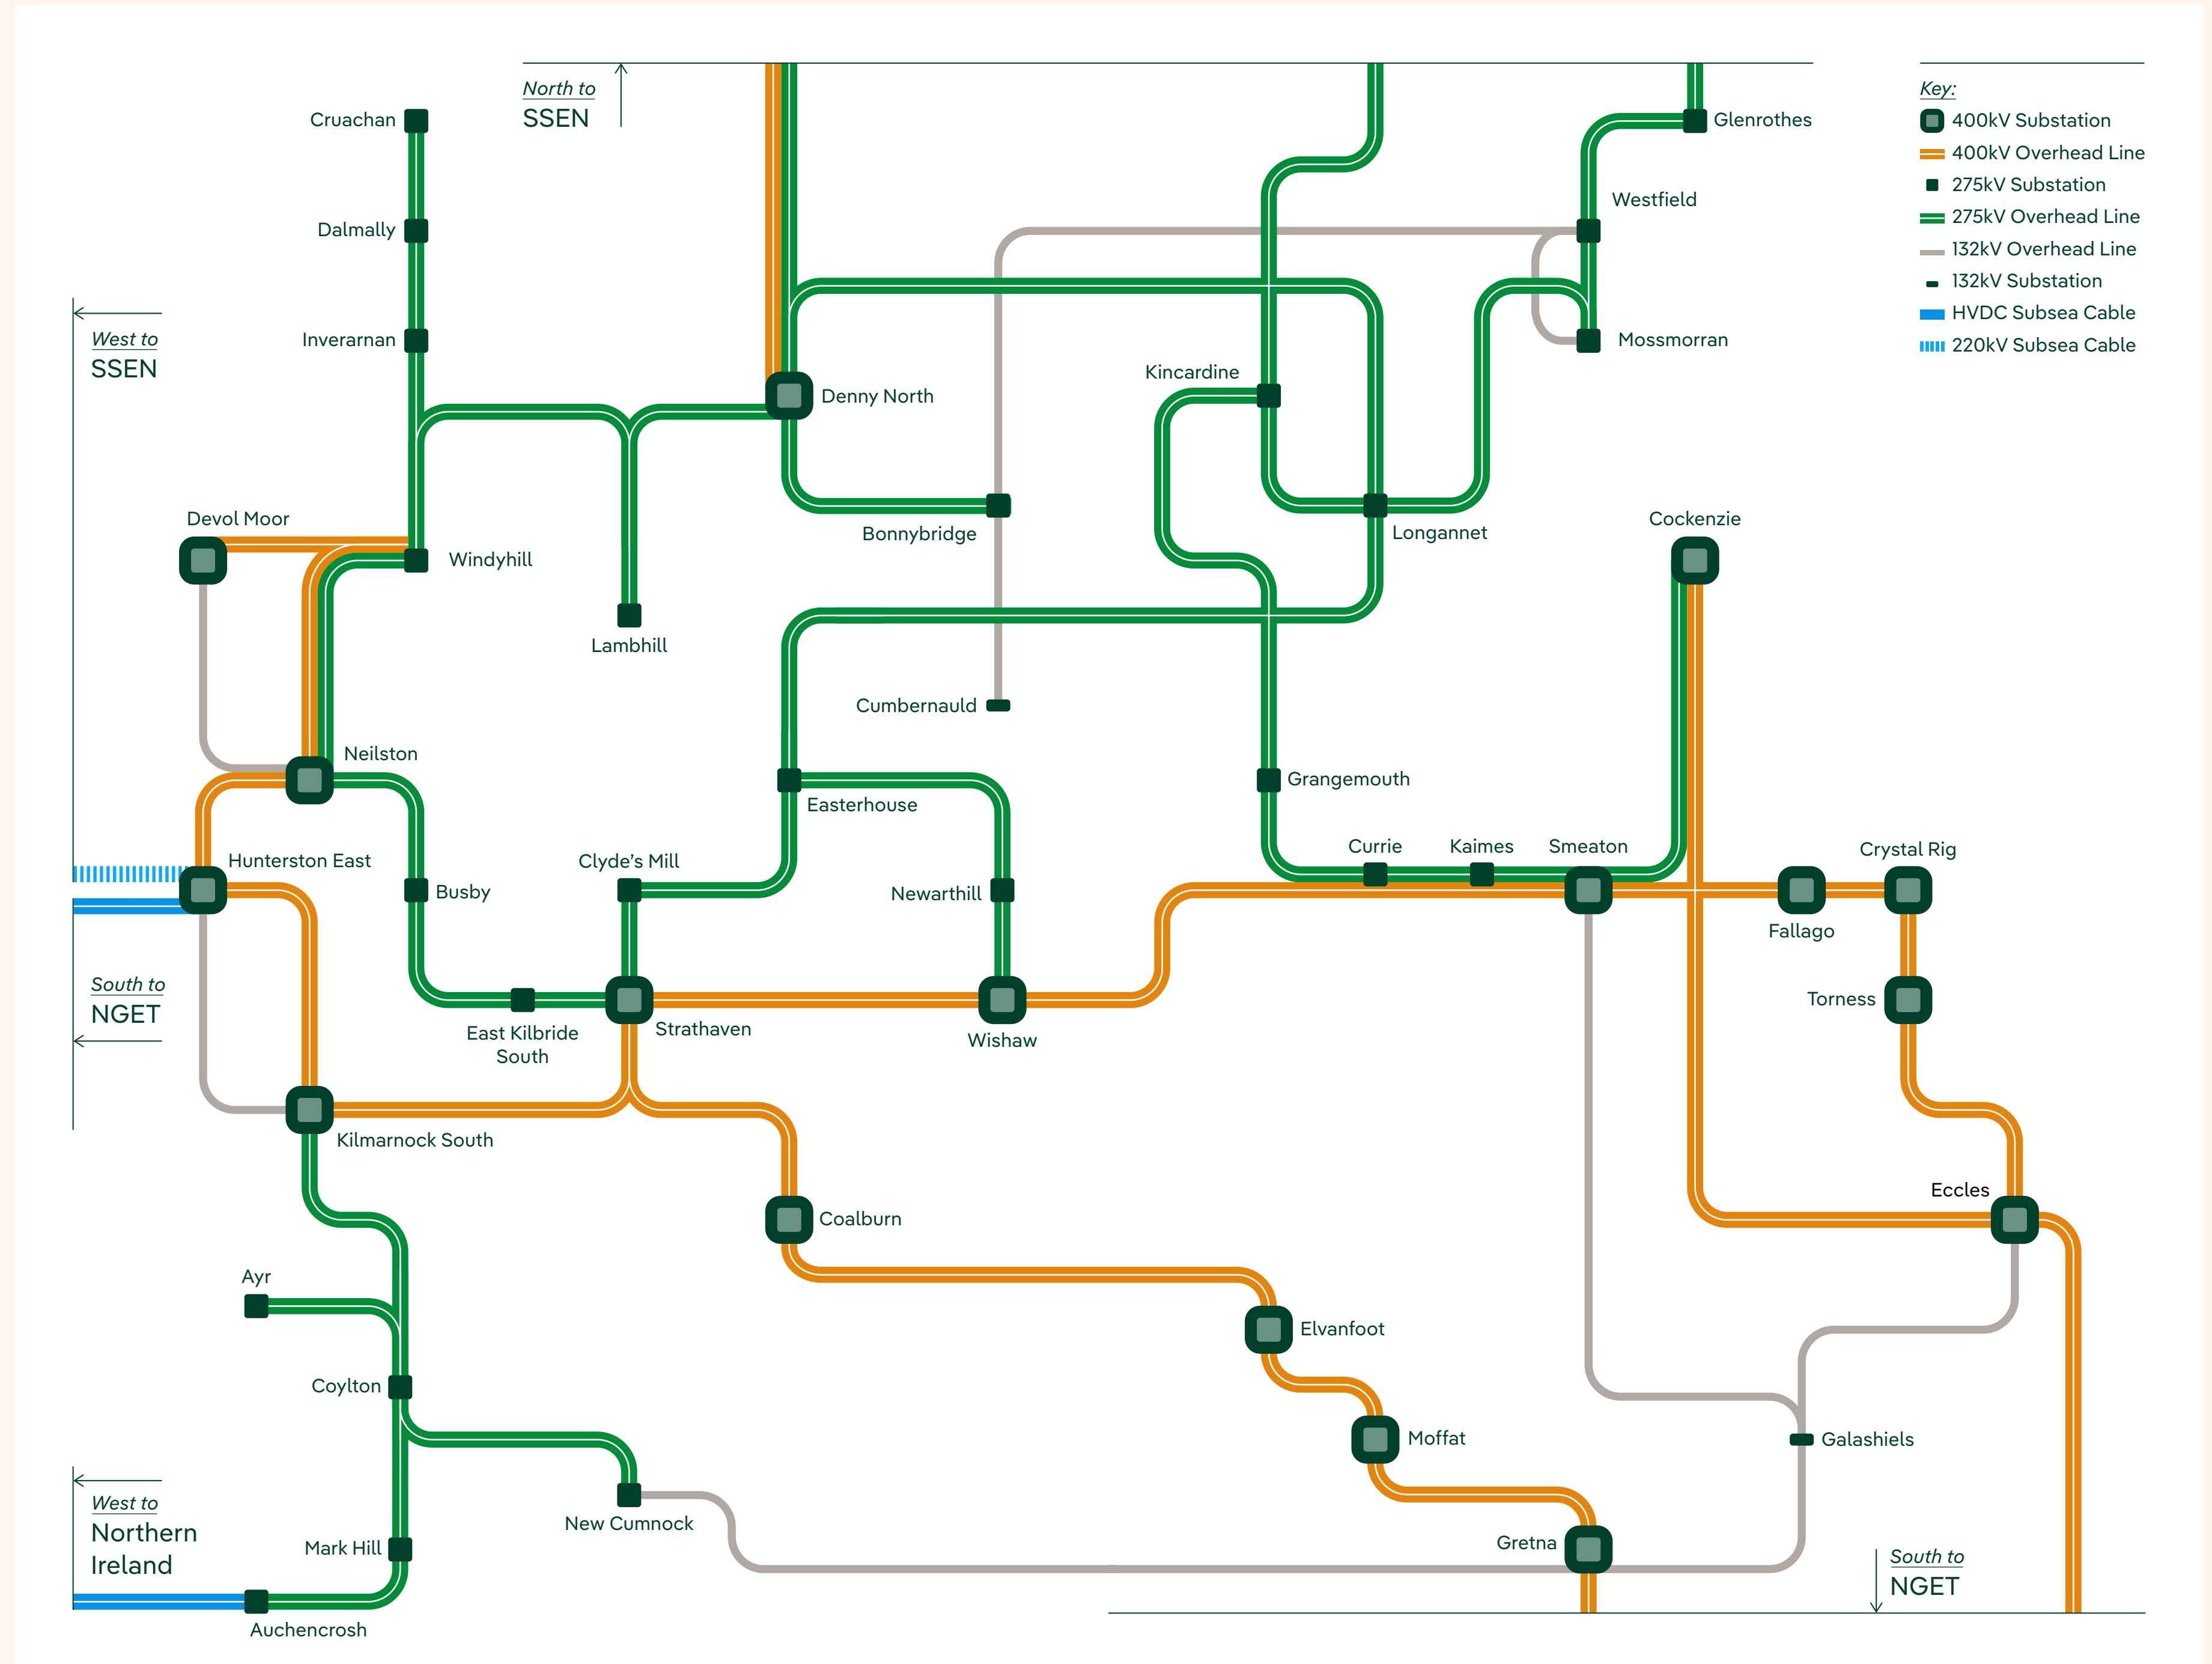 North to
SSEN
Key:
400kV Substation
400kV Overhead Line
275kV Substation
275kV Overhead Line
132kV Overhead Line
132kV Substation
HVDC Subsea Cable
220kV Subsea Cable
Cruachan
Glenrothes
Westfield
Dalmally
Inverarnan
Mossmorran
West to
SSEN
Kincardine
Denny North
Devol Moor
Windyhill
Bonnybridge
Longannet
Cockenzie
Lambhill
Cumbernauld
Neilston
Easterhouse
Grangemouth
Hunterston East
Clyde's Mill
Currie
Kaimes
Smeaton
Crystal Rig
Busby
Newarthill
Fallago
South to
NGET
East Kilbride
South
Strathaven
Wishaw
Torness
Kilmarnock South
Eccles
Coalburn
Ayr
Elvanfoot
Coylton
Moffat
Galashiels
West to
Northern
Ireland
New Cumnock
Mark Hill
Gretna
South to
NGET
Auchencrosh